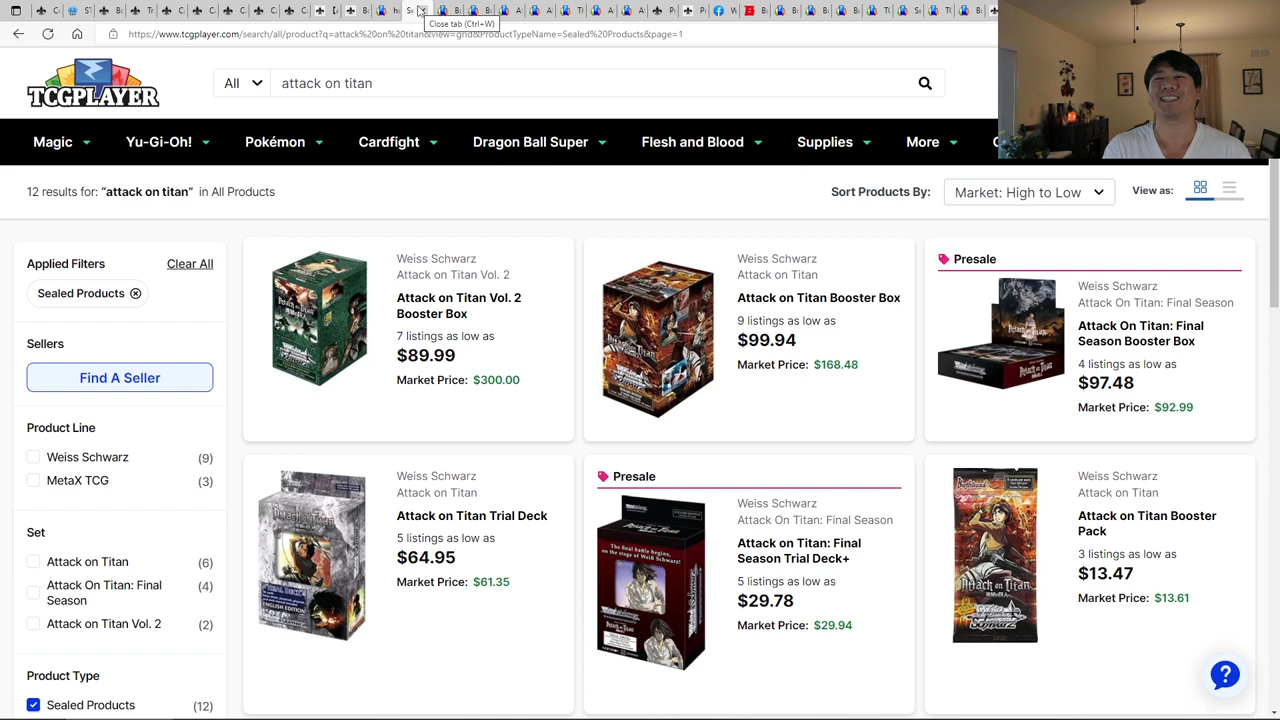 Close tab (Ctrl+W)
https://www.tcgplayer.com/search/all/product?q=attack%20on%20titan&view=grid&ProductTypeName=Sealed%20Products&page=1
TCGPLAYER
All
attack on titan
Magic
Yu-Gi-Oh!
Pokémon
Cardfight
Dragon Ball Super
Flesh and Blood
Supplies
More
12 results for: “attack on titan” in All Products
Sort Products By:
Market: High to Low
View as:
Applied Filters
Clear All
Sealed Products
Sellers
Find A Seller
Product Line
Weiss Schwarz (9)
MetaX TCG (3)
Set
Attack on Titan (6)
Attack On Titan: Final (4)
Season
Attack on Titan Vol. 2 (2)
Product Type
Sealed Products (12)
Weiss Schwarz
Attack on Titan Vol. 2
Attack on Titan Vol. 2
Booster Box
7 listings as low as
$89.99
Market Price: $300.00
Weiss Schwarz
Attack on Titan
Attack on Titan Booster Box
9 listings as low as
$99.94
Market Price: $168.48
Presale
Weiss Schwarz
Attack On Titan: Final Season
Attack On Titan: Final
Season Booster Box
4 listings as low as
$97.48
Market Price: $92.99
Weiss Schwarz
Attack on Titan
Attack on Titan Trial Deck
5 listings as low as
$64.95
Market Price: $61.35
Presale
Weiss Schwarz
Attack On Titan: Final Season
Attack on Titan: Final
Season Trial Deck+
5 listings as low as
$29.78
Market Price: $29.94
Weiss Schwarz
Attack on Titan
Attack on Titan Booster
Pack
3 listings as low as
$13.47
Market Price: $13.61